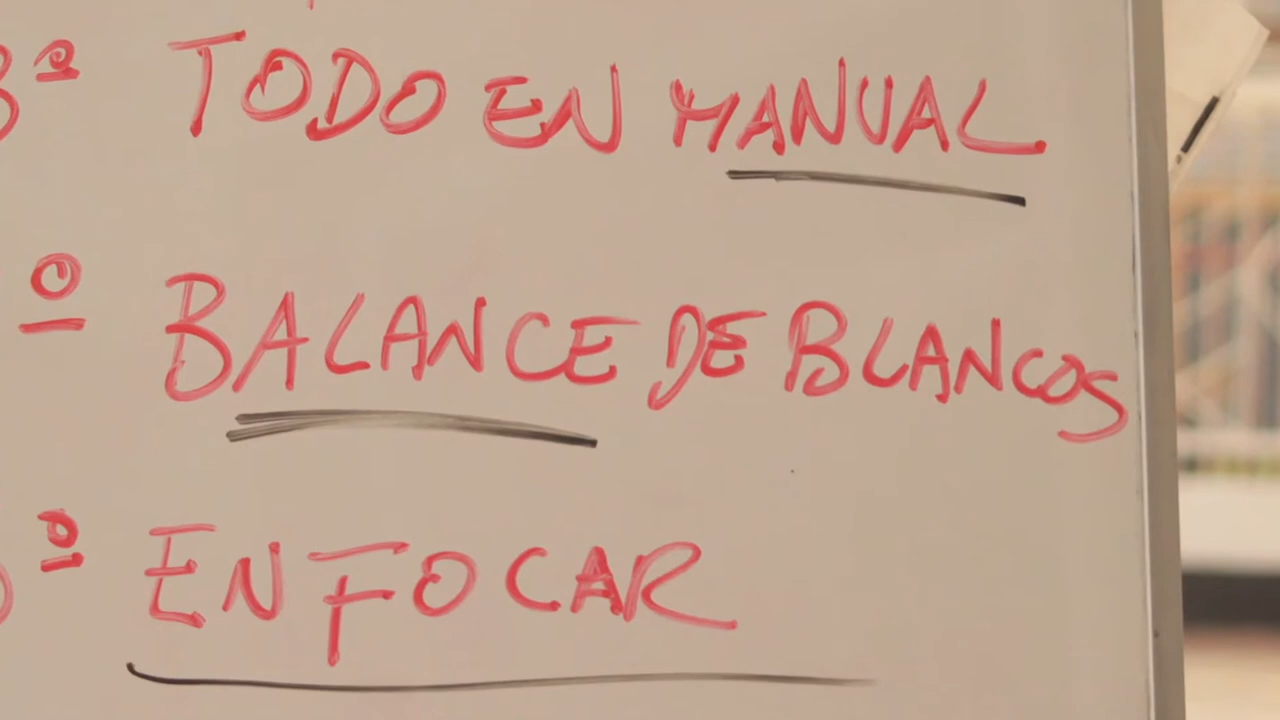 3º TODO EN MANUAL
º BALANCE DE BLANCOS
º ENFOCAR